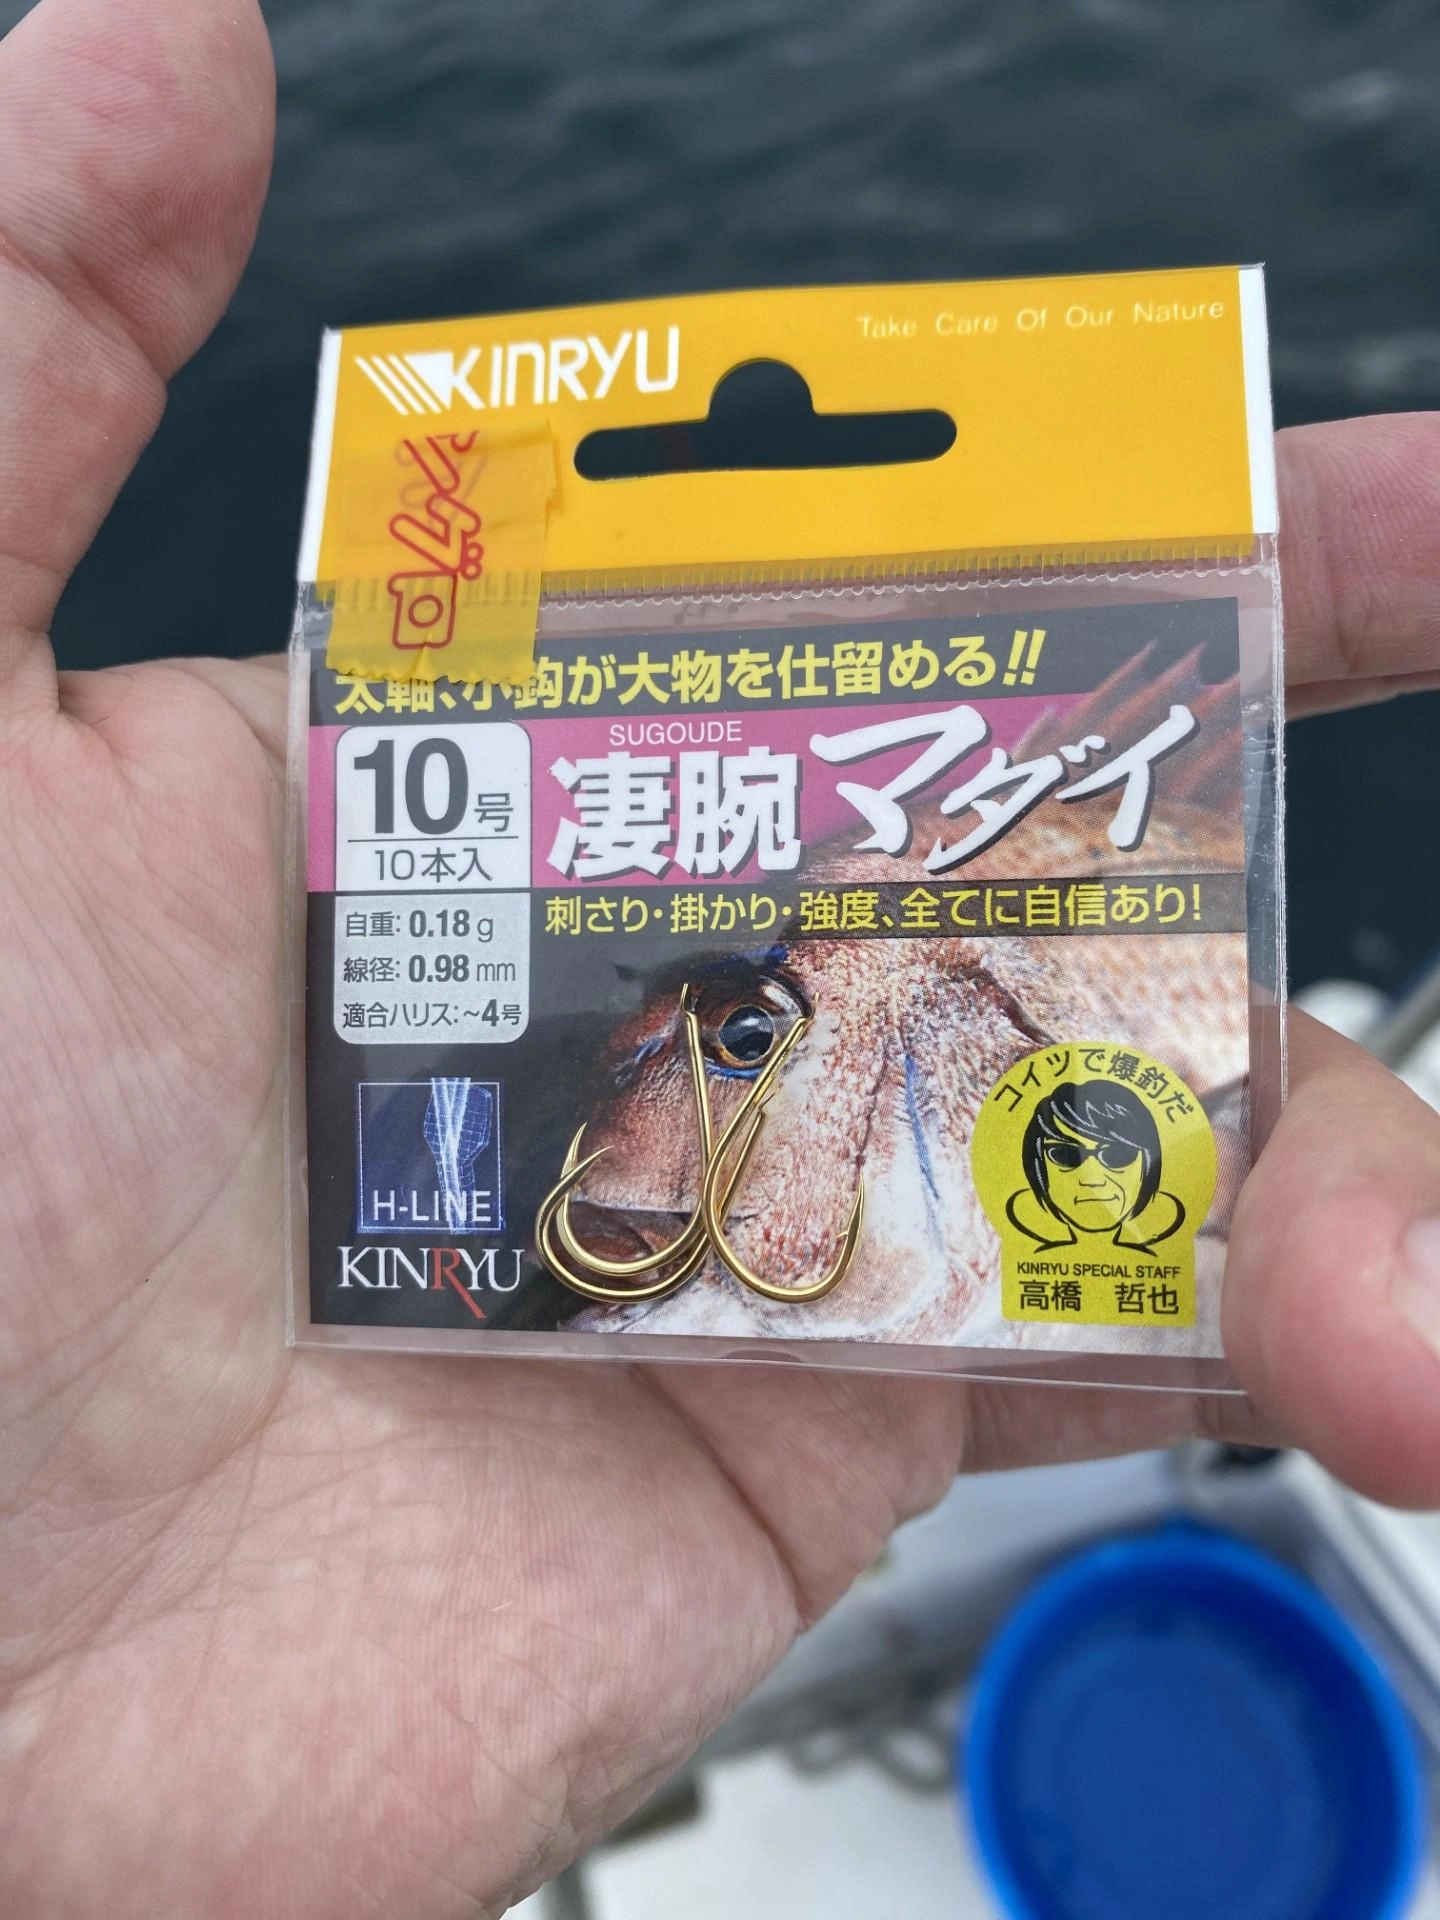 KINRYU
Take Care Of Our Nature
太軸、小鈎が大物を仕留める!!
10号
10本入
SUGOUDE
凄腕マダイ
自重: 0.18 g
線径: 0.98 mm
適合ハリス: ~4号
刺さり・掛かり・強度、全てに自信あり!
H-LINE
KINRYU
コイツで爆釣だ
KINRYU SPECIAL STAFF
高橋 哲也